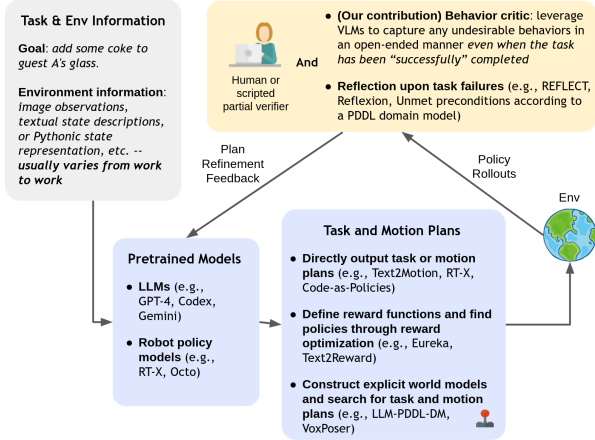 Task & Env Information
Goal: add some coke to
guest A's glass.
Environment information:
image observations,
textual state descriptions,
or Pythonic state
representation, etc. --
usually varies from work
to work
Human or
scripted
partial verifier
And
● (Our contribution) Behavior critic: leverage
VLMs to capture any undesirable behaviors in
an open-ended manner even when the task
has been “successfully” completed
● Reflection upon task failures (e.g., REFLECT,
Reflexion, Unmet preconditions according to
a PDDL domain model)
Plan
Refinement
Feedback
Policy
Rollouts
Env
Pretrained Models
● LLMs (e.g.,
GPT-4, Codex,
Gemini)
● Robot policy
models (e.g.,
RT-X, Octo)
Task and Motion Plans
● Directly output task or motion
plans (e.g., Text2Motion, RT-X,
Code-as-Policies)
● Define reward functions and find
policies through reward
optimization (e.g., Eureka,
Text2Reward)
● Construct explicit world models
and search for task and motion
plans (e.g., LLM-PDDL-DM,
VoxPoser)